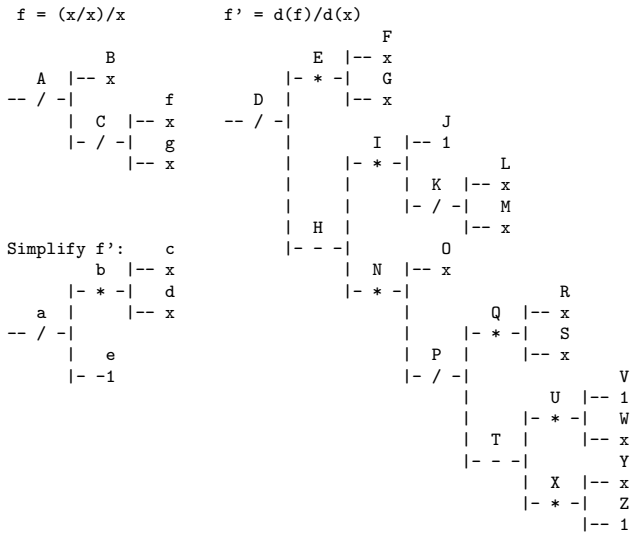 f = (x/x)/x           f' = d(f)/d(x)
                                     F
         B                    E  |-- x
   A  |-- x                |- * -|   G
-- / -|        f        D  |     |-- x
      |  C  |-- x    -- / -|               J
      |- / -|  g           |        I  |-- 1
            |-- x          |     |- * -|         L
                           |     |     |  K  |-- x
                           |     |     |- / -|   M
                           |  H  |           |-- x
Simplify f':   c           |- - -|         O
         b  |-- x                |  N  |-- x
      |- * -|  d                 |- * -|               R
   a  |     |-- x                      |        Q  |-- x
-- / -|                                |     |- * -|   S
      |   e                            |  P  |     |-- x
      |- -1                            |- / -|               V
                                             |        U  |-- 1
                                             |     |- * -|   W
                                             |  T  |     |-- x
                                             |- - -|         Y
                                                   |  X  |-- x
                                                   |- * -|   Z
                                                         |-- 1